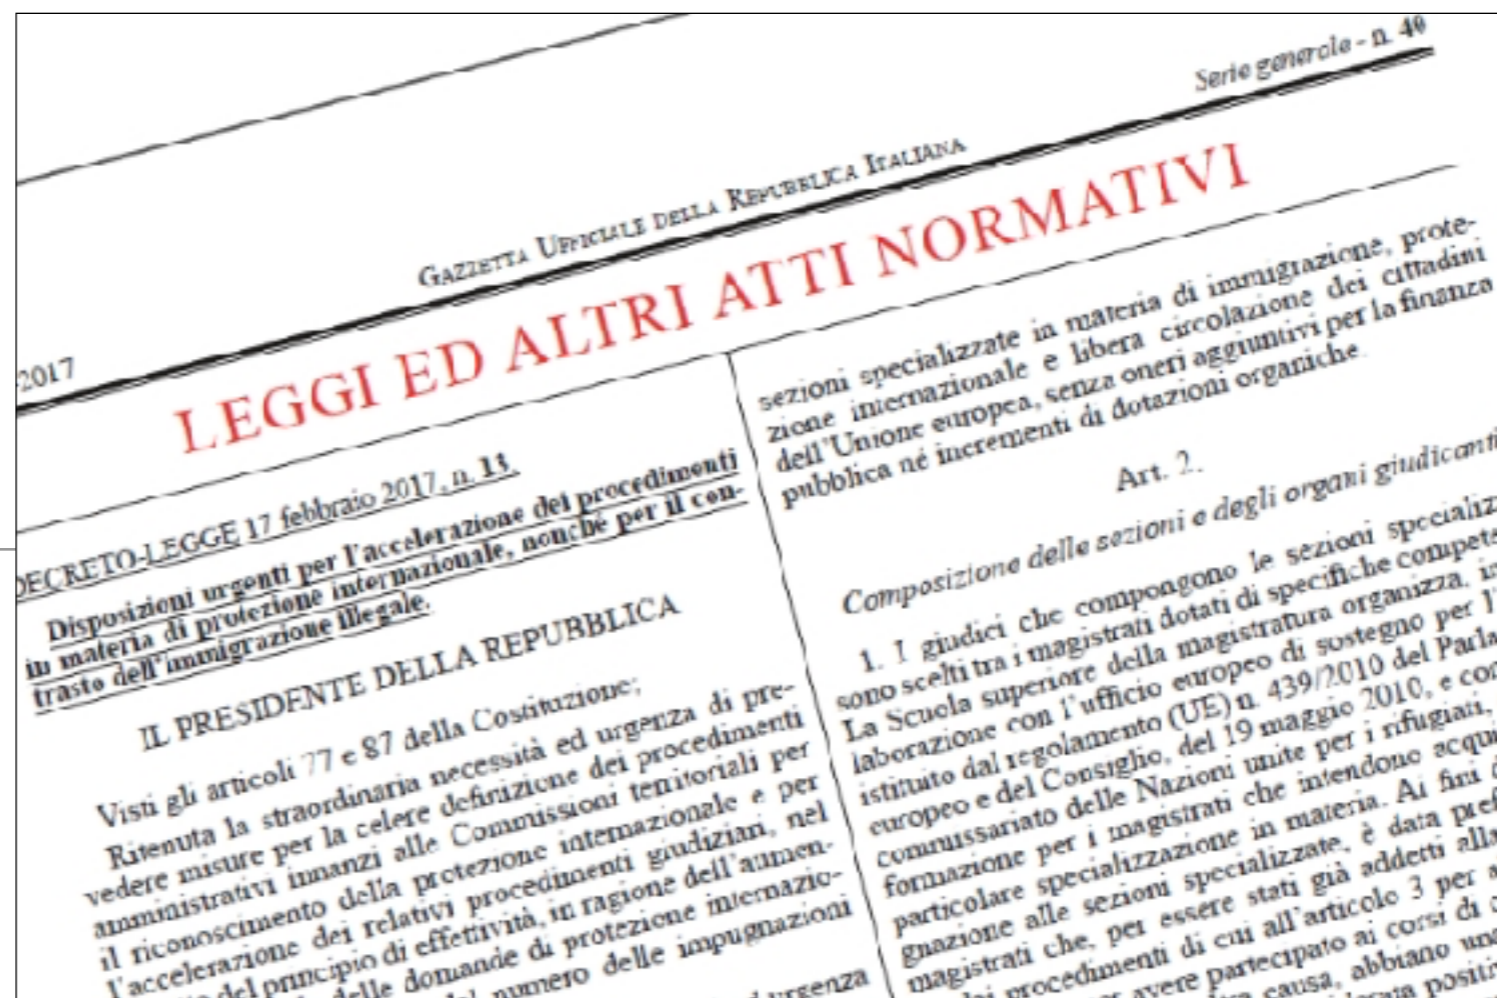 Serie generale - n. 40
GAZZETTA UFFICIALE DELLA REPUBBLICA ITALIANA
-2017
LEGGI ED ALTRI ATTI NORMATIVI
DECRETO-LEGGE 17 febbraio 2017, n. 13.
Disposizioni urgenti per l'accelerazione dei procedimenti
in materia di protezione internazionale, nonché per il con-
trasto dell'immigrazione illegale.
IL PRESIDENTE DELLA REPUBBLICA
Visti gli articoli 77 e 87 della Costituzione;
Ritenuta la straordinaria necessità ed urgenza di pre-
vedere misure per la celere definizione dei procedimenti
amministrativi innanzi alle Commissioni territoriali per
il riconoscimento della protezione internazionale e per
l'accelerazione dei relativi procedimenti giudiziari, nel
del principio di effettività, in ragione dell'aumen-
delle domande di protezione internazio-
numero delle impugnazioni
urgenza
sezioni specializzate in materia di immigrazione, prote-
zione internazionale e libera circolazione dei cittadini
dell'Unione europea, senza oneri aggiuntivi per la finanza
pubblica né incrementi di dotazioni organiche.
Art. 2.
Composizione delle sezioni e degli organi giudicanti
1. I giudici che compongono le sezioni specializ
sono scelti tra i magistrati dotati di specifiche compete
La Scuola superiore della magistratura organizza, in
laborazione con l'ufficio europeo di sostegno per l'
istituito dal regolamento (UE) n. 439/2010 del Parla
europeo e del Consiglio, del 19 maggio 2010, e con
commissariato delle Nazioni unite per i rifugiati,
formazione per i magistrati che intendono acqui
particolare specializzazione in materia. Ai fini d
gnazione alle sezioni specializzate, è data pref
magistrati che, per essere stati già addetti alla
procedimenti di cui all'articolo 3 per a
avere partecipato ai corsi di
causa, abbiano una